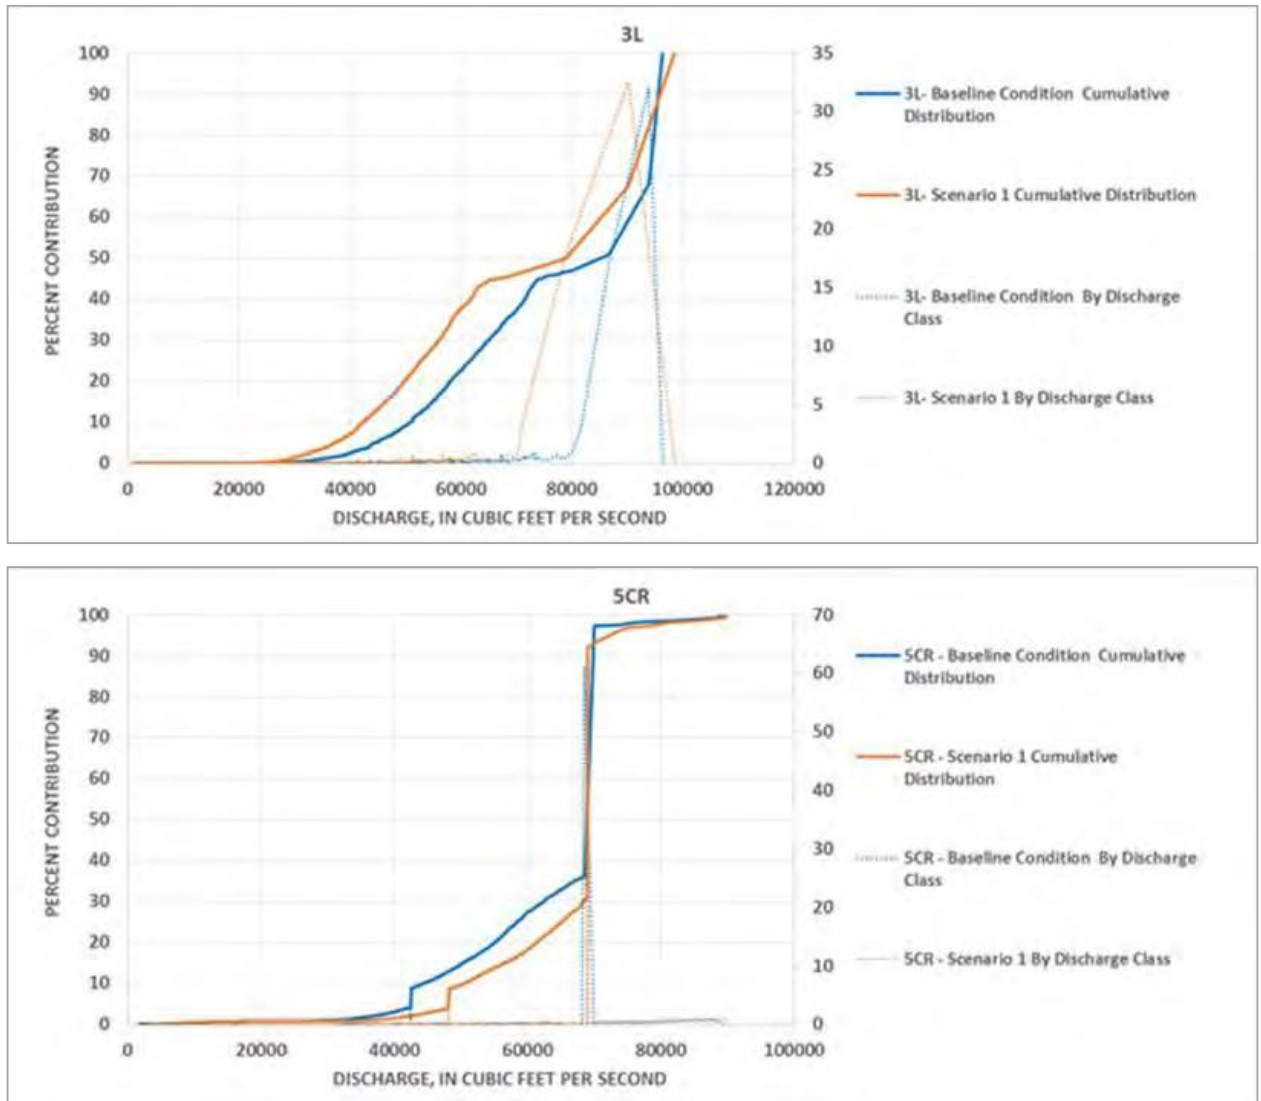 3L
100
90
80
70
60
50
40
30
20
10
0
PERCENT CONTRIBUTION
35
30
25
20
15
10
5
0
0 20000 40000 60000 80000 100000 120000
DISCHARGE, IN CUBIC FEET PER SECOND
3L- Baseline Condition Cumulative
Distribution
3L- Scenario 1 Cumulative Distribution
3L- Baseline Condition By Discharge
Class
3L- Scenario 1 By Discharge Class
5CR
100
90
80
70
60
50
40
30
20
10
0
PERCENT CONTRIBUTION
70
60
50
40
30
20
10
0
0 20000 40000 60000 80000 100000
DISCHARGE, IN CUBIC FEET PER SECOND
5CR - Baseline Condition Cumulative
Distribution
5CR - Scenario 1 Cumulative
Distribution
5CR - Baseline Condition By Discharge
Class
5CR - Scenario 1 By Discharge Class